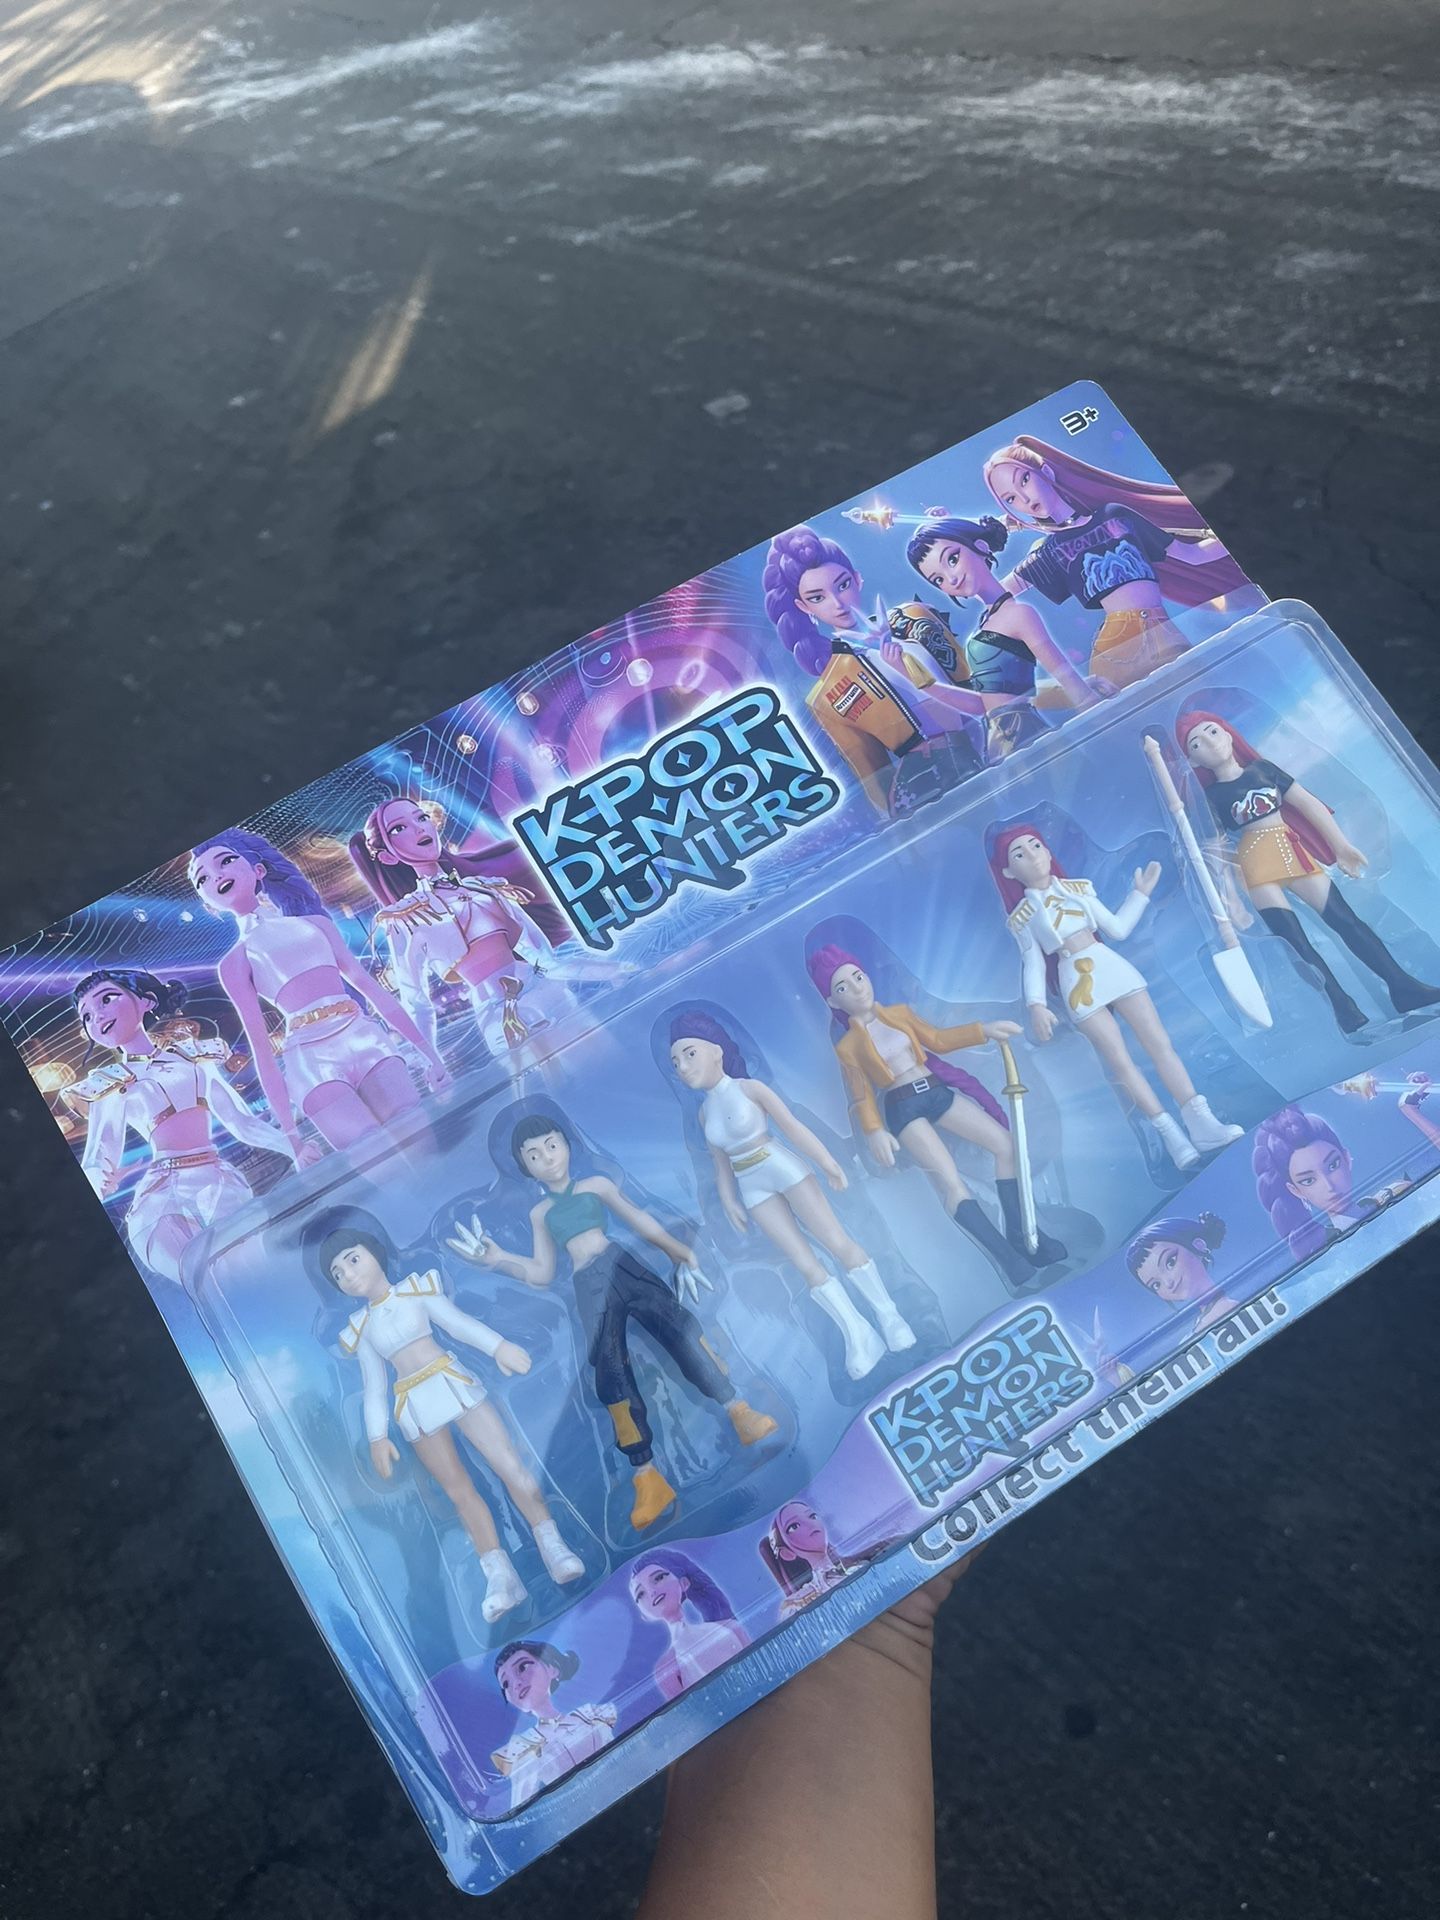 3+
K-POP
DEMON
HUNTERS
K-POP
DEMON
HUNTERS
Collect them all!